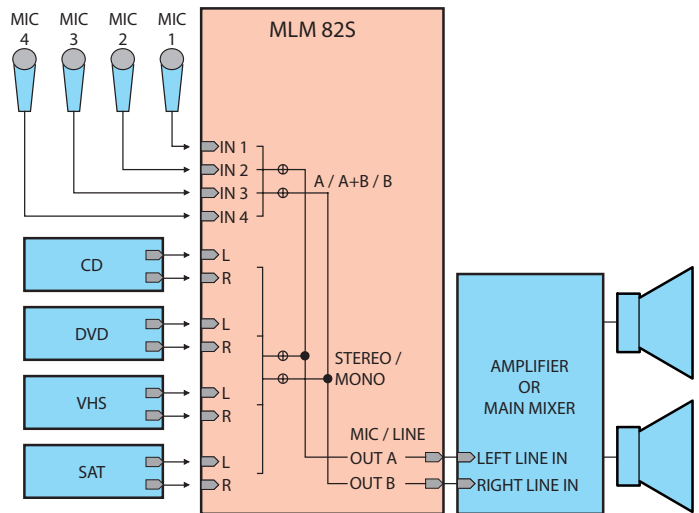 MIC 4
MIC 3
MIC 2
MIC 1
MLM 82S
IN 1
IN 2
IN 3
IN 4
A / A+B / B
CD
L
R
DVD
L
R
VHS
L
R
SAT
L
R
STEREO /
MONO
MIC / LINE
OUT A
OUT B
AMPLIFIER
OR
MAIN MIXER
LEFT LINE IN
RIGHT LINE IN